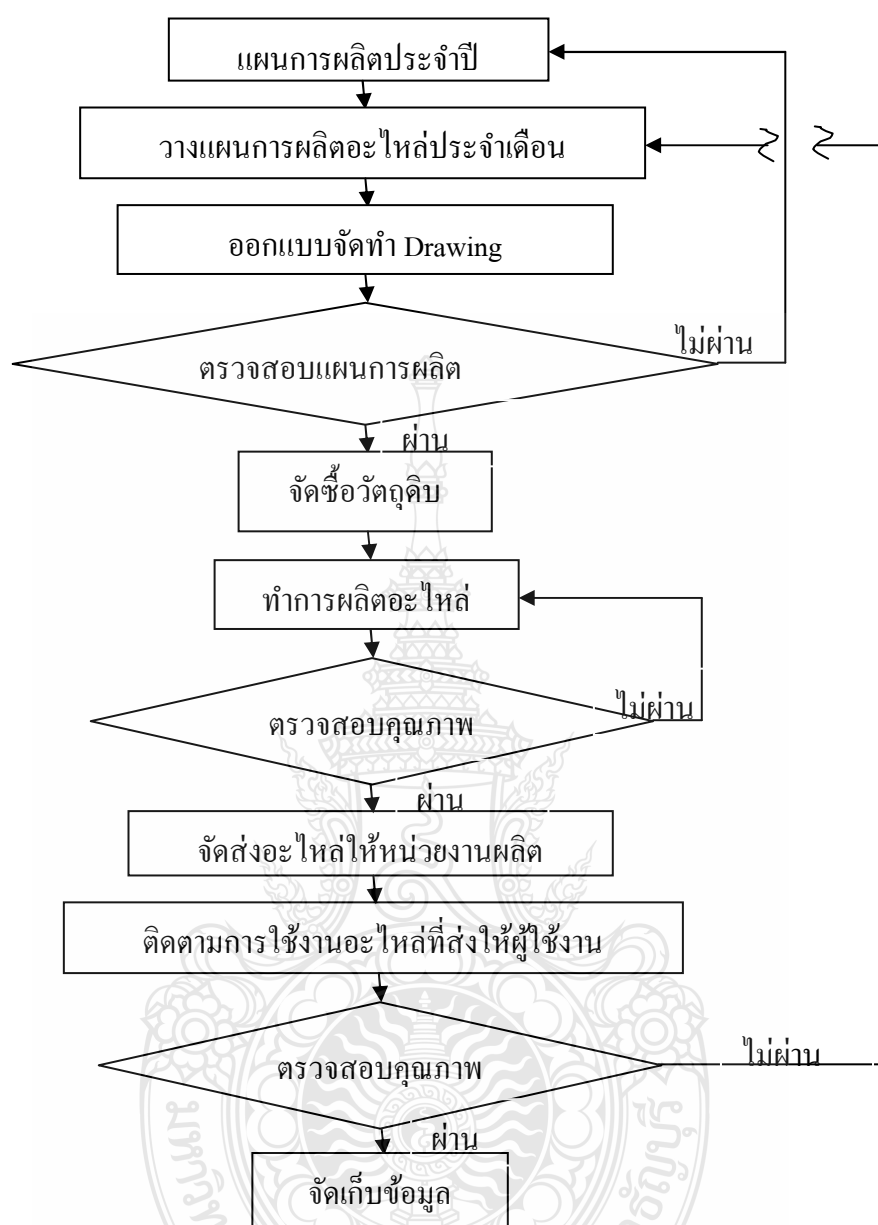 แผนการผลิตประจำปี
วางแผนการผลิตอะไหล่ประจำเดือน
ออกแบบจัดทำ Drawing
ไม่ผ่าน
ตรวจสอบแผนการผลิต
ผ่าน
จัดซื้อวัตถุดิบ
ทำการผลิตอะไหล่
ไม่ผ่าน
ตรวจสอบคุณภาพ
ผ่าน
จัดส่งอะไหล่ให้หน่วยงานผลิต
ติดตามการใช้งานอะไหล่ที่ส่งให้ผู้ใช้งาน
ไม่ผ่าน
ตรวจสอบคุณภาพ
ผ่าน
จัดเก็บข้อมูล